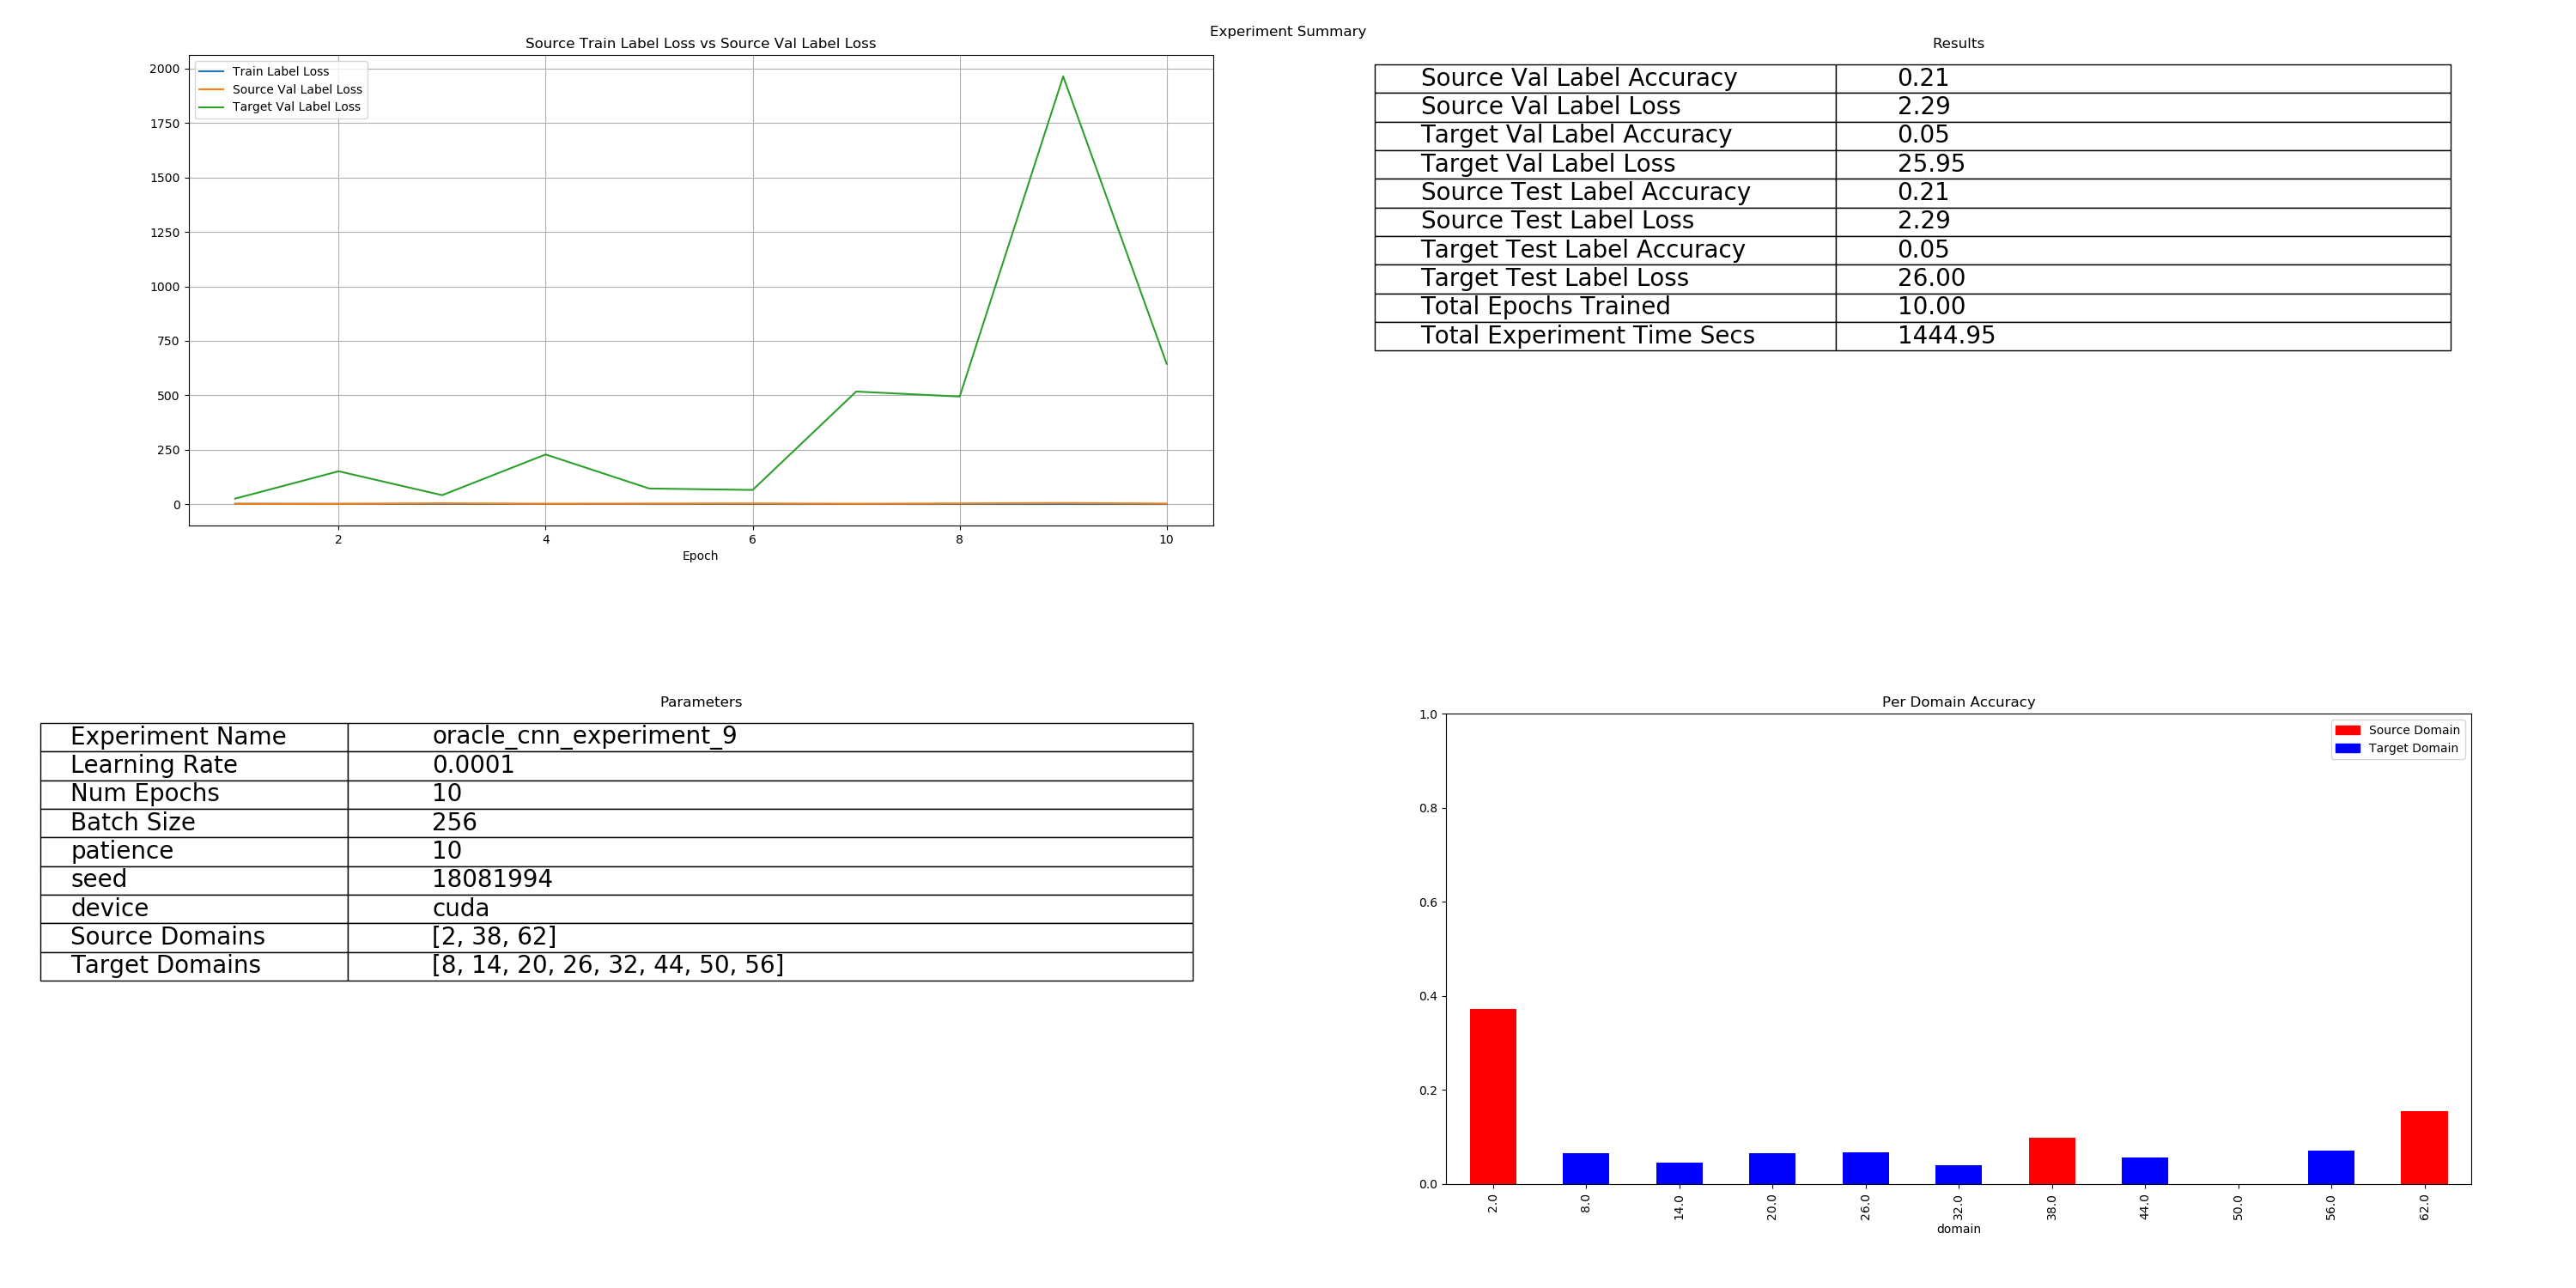 Experiment Summary
Source Train Label Loss vs Source Val Label Loss
Train Label Loss
Source Val Label Loss
Target Val Label Loss
2000
1750
1500
1250
1000
750
500
250
0
2 4 6 8 10
Epoch
Results
Source Val Label Accuracy 0.21
Source Val Label Loss 2.29
Target Val Label Accuracy 0.05
Target Val Label Loss 25.95
Source Test Label Accuracy 0.21
Source Test Label Loss 2.29
Target Test Label Accuracy 0.05
Target Test Label Loss 26.00
Total Epochs Trained 10.00
Total Experiment Time Secs 1444.95
Parameters
Experiment Name oracle_cnn_experiment_9
Learning Rate 0.0001
Num Epochs 10
Batch Size 256
patience 10
seed 18081994
device cuda
Source Domains [2, 38, 62]
Target Domains [8, 14, 20, 26, 32, 44, 50, 56]
Per Domain Accuracy
Source Domain
Target Domain
1.0
0.8
0.6
0.4
0.2
0.0
2.0 8.0 14.0 20.0 26.0 32.0 38.0 44.0 50.0 56.0 62.0
domain